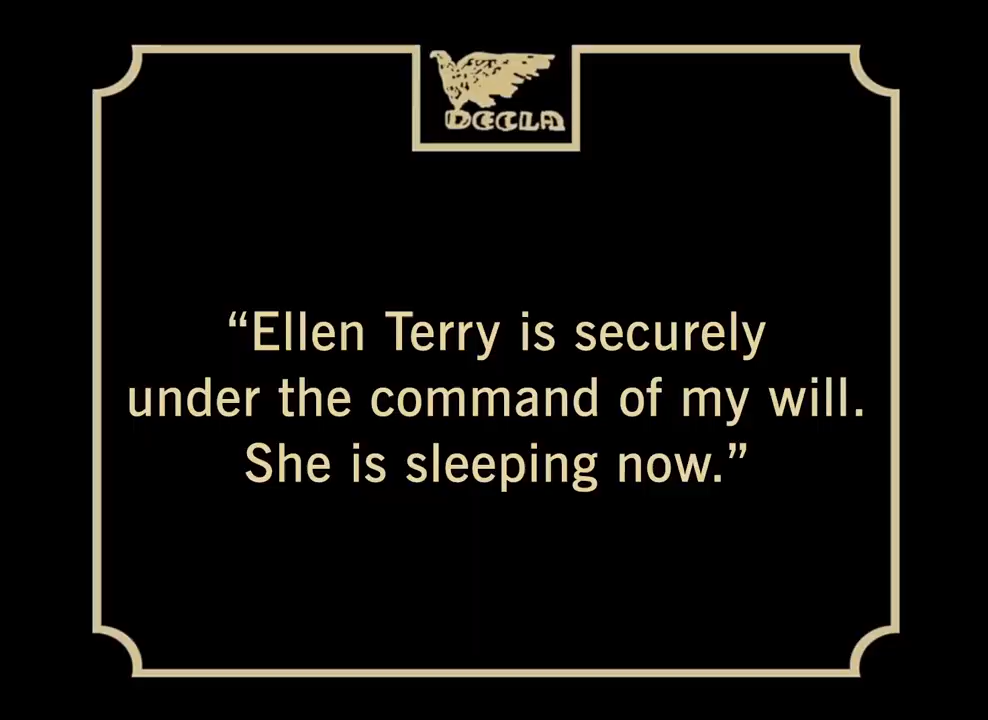 DECLA
“Ellen Terry is securely
under the command of my will.
She is sleeping now.”